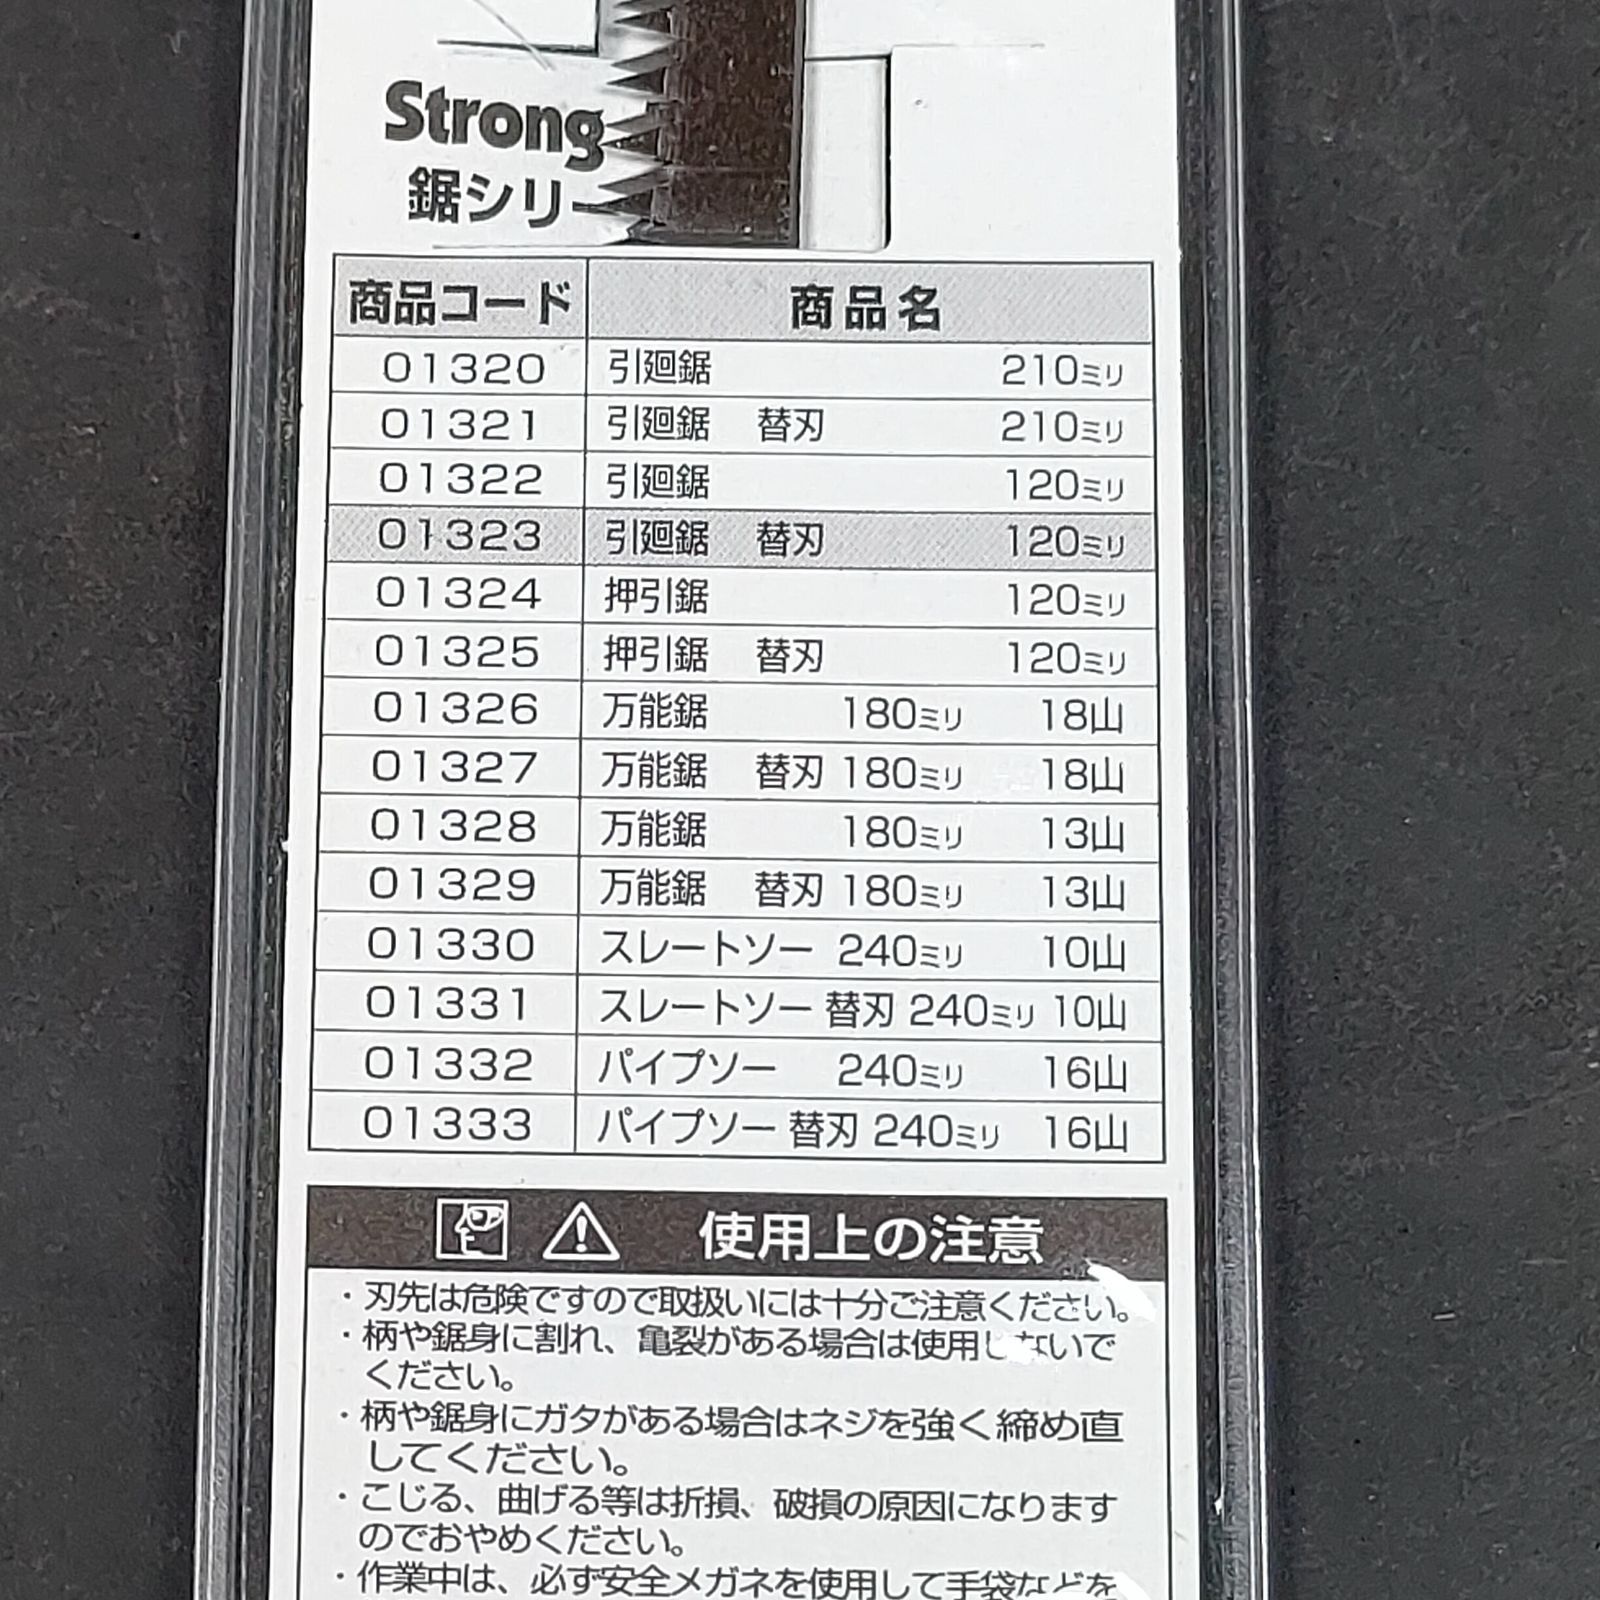 Strong
鋸シリー
商品コード 商品名
01320 引廻鋸 210ミリ
01321 引廻鋸 替刃 210ミリ
01322 引廻鋸 120ミリ
01323 引廻鋸 替刃 120ミリ
01324 押引鋸 120ミリ
01325 押引鋸 替刃 120ミリ
01326 万能鋸 180ミリ 18山
01327 万能鋸 替刃 180ミリ 18山
01328 万能鋸 180ミリ 13山
01329 万能鋸 替刃 180ミリ 13山
01330 スレートソー 240ミリ 10山
01331 スレートソー 替刃 240ミリ 10山
01332 パイプソー 240ミリ 16山
01333 パイプソー 替刃 240ミリ 16山
使用上の注意
・刃先は危険ですので取扱いには十分ご注意ください。
・柄や鋸身に割れ、亀裂がある場合は使用しないで
ください。
・柄や鋸身にガタがある場合はネジを強く締め直
してください。
・こじる、曲げる等は折損、破損の原因になります
のでおやめください。
・作業中は、必ず安全メガネを使用して手袋などを